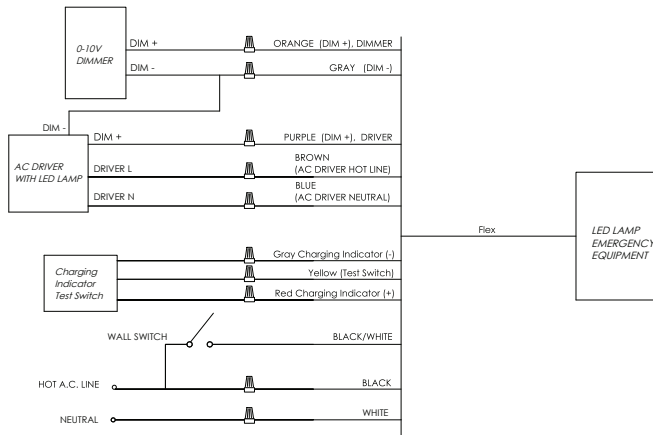 0-10V
DIMMER
DIM +
ORANGE (DIM +), DIMMER
DIM -
GRAY (DIM -)
DIM -
AC DRIVER
WITH LED LAMP
DIM +
PURPLE (DIM +), DRIVER
DRIVER L
BROWN
(AC DRIVER HOT LINE)
DRIVER N
BLUE
(AC DRIVER NEUTRAL)
Flex
LED LAMP
EMERGENCY
EQUIPMENT
Charging
Indicator
Test Switch
Gray Charging Indicator (-)
Yellow (Test Switch)
Red Charging Indicator (+)
WALL SWITCH
BLACK/WHITE
HOT A.C. LINE
BLACK
NEUTRAL
WHITE